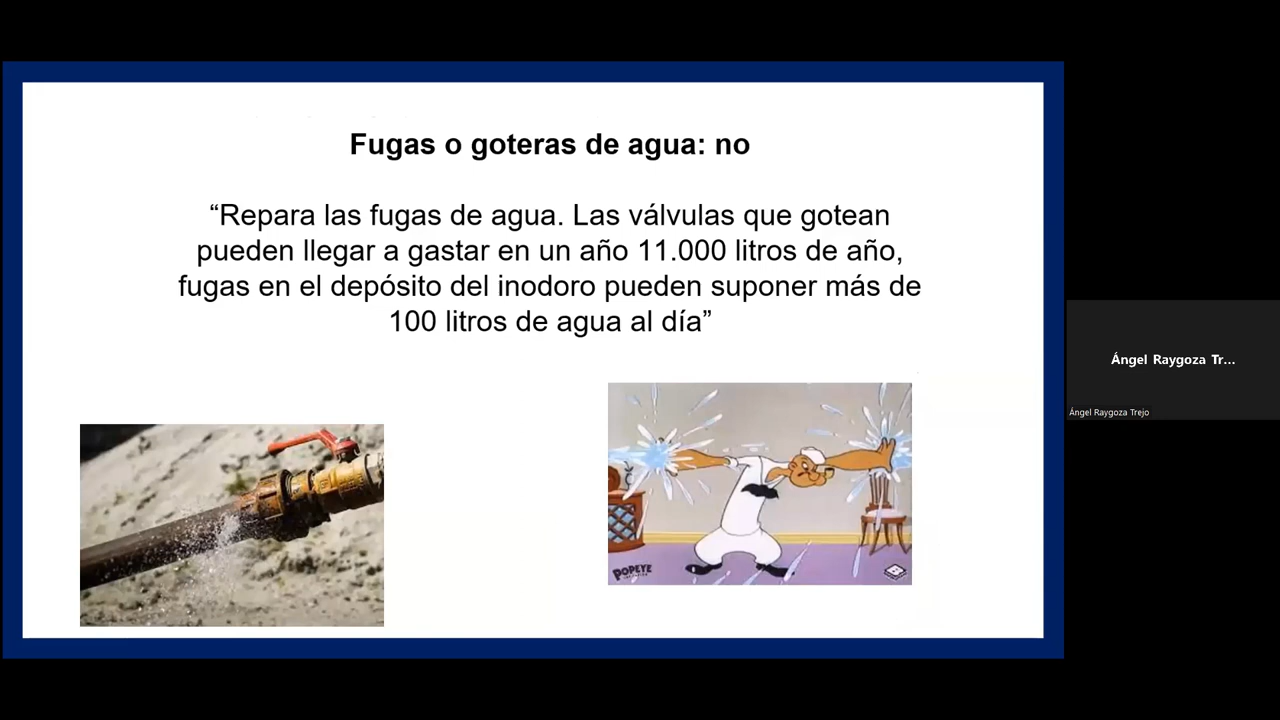 Fugas o goteras de agua: no
“Repara las fugas de agua. Las válvulas que gotean
pueden llegar a gastar en un año 11.000 litros de año,
fugas en el depósito del inodoro pueden suponer más de
100 litros de agua al día”
POPEYE
Ángel Raygoza Tr...
Ángel Raygoza Trejo